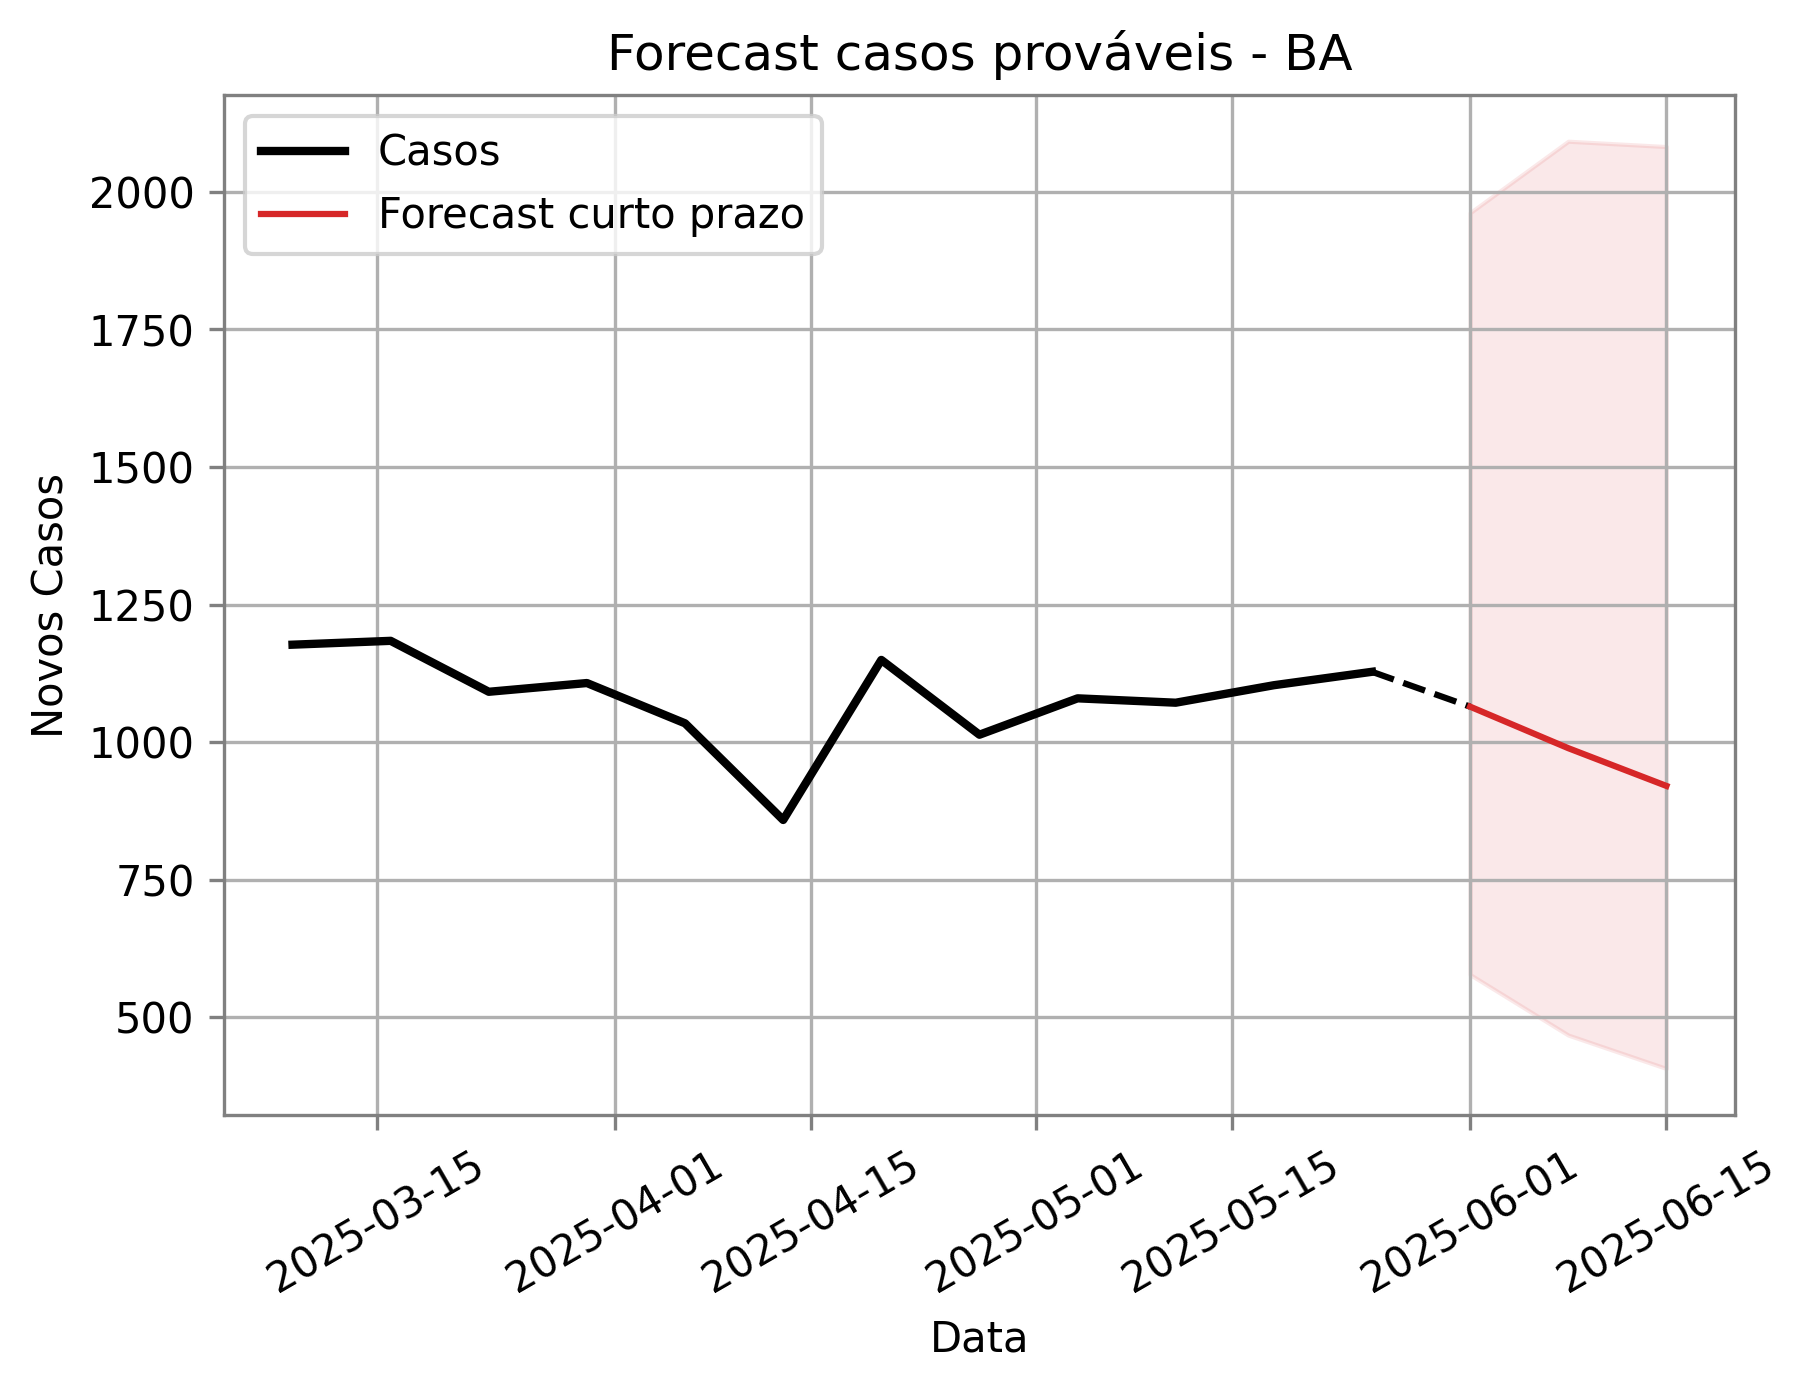 Forecast casos prováveis - BA
Casos
Forecast curto prazo
Novos Casos
2000
1750
1500
1250
1000
750
500
2025-03-15
2025-04-01
2025-04-15
2025-05-01
2025-05-15
2025-06-01
2025-06-15
Data